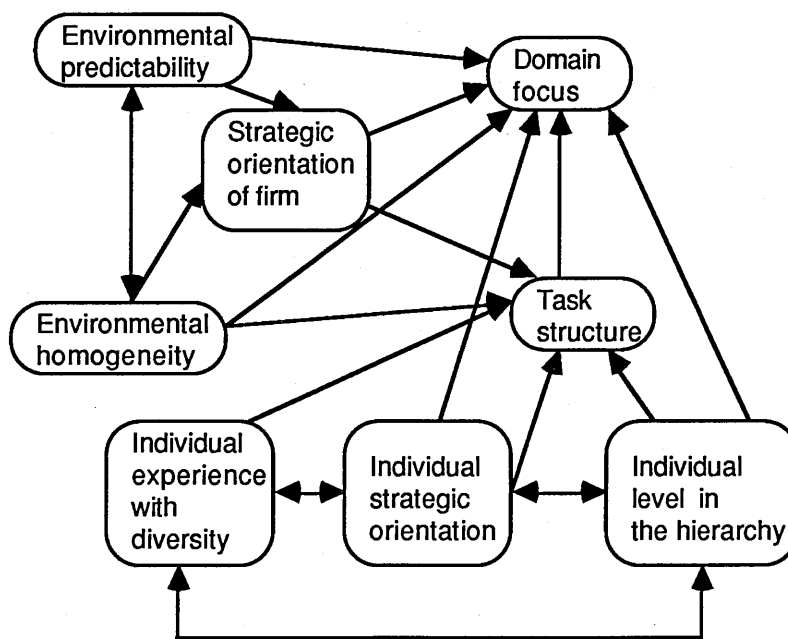 Environmental
predictability
Domain
focus
Strategic
orientation
of firm
Environmental
homogeneity
Task
structure
Individual
experience
with
diversity
Individual
strategic
orientation
Individual
level in
the hierarchy